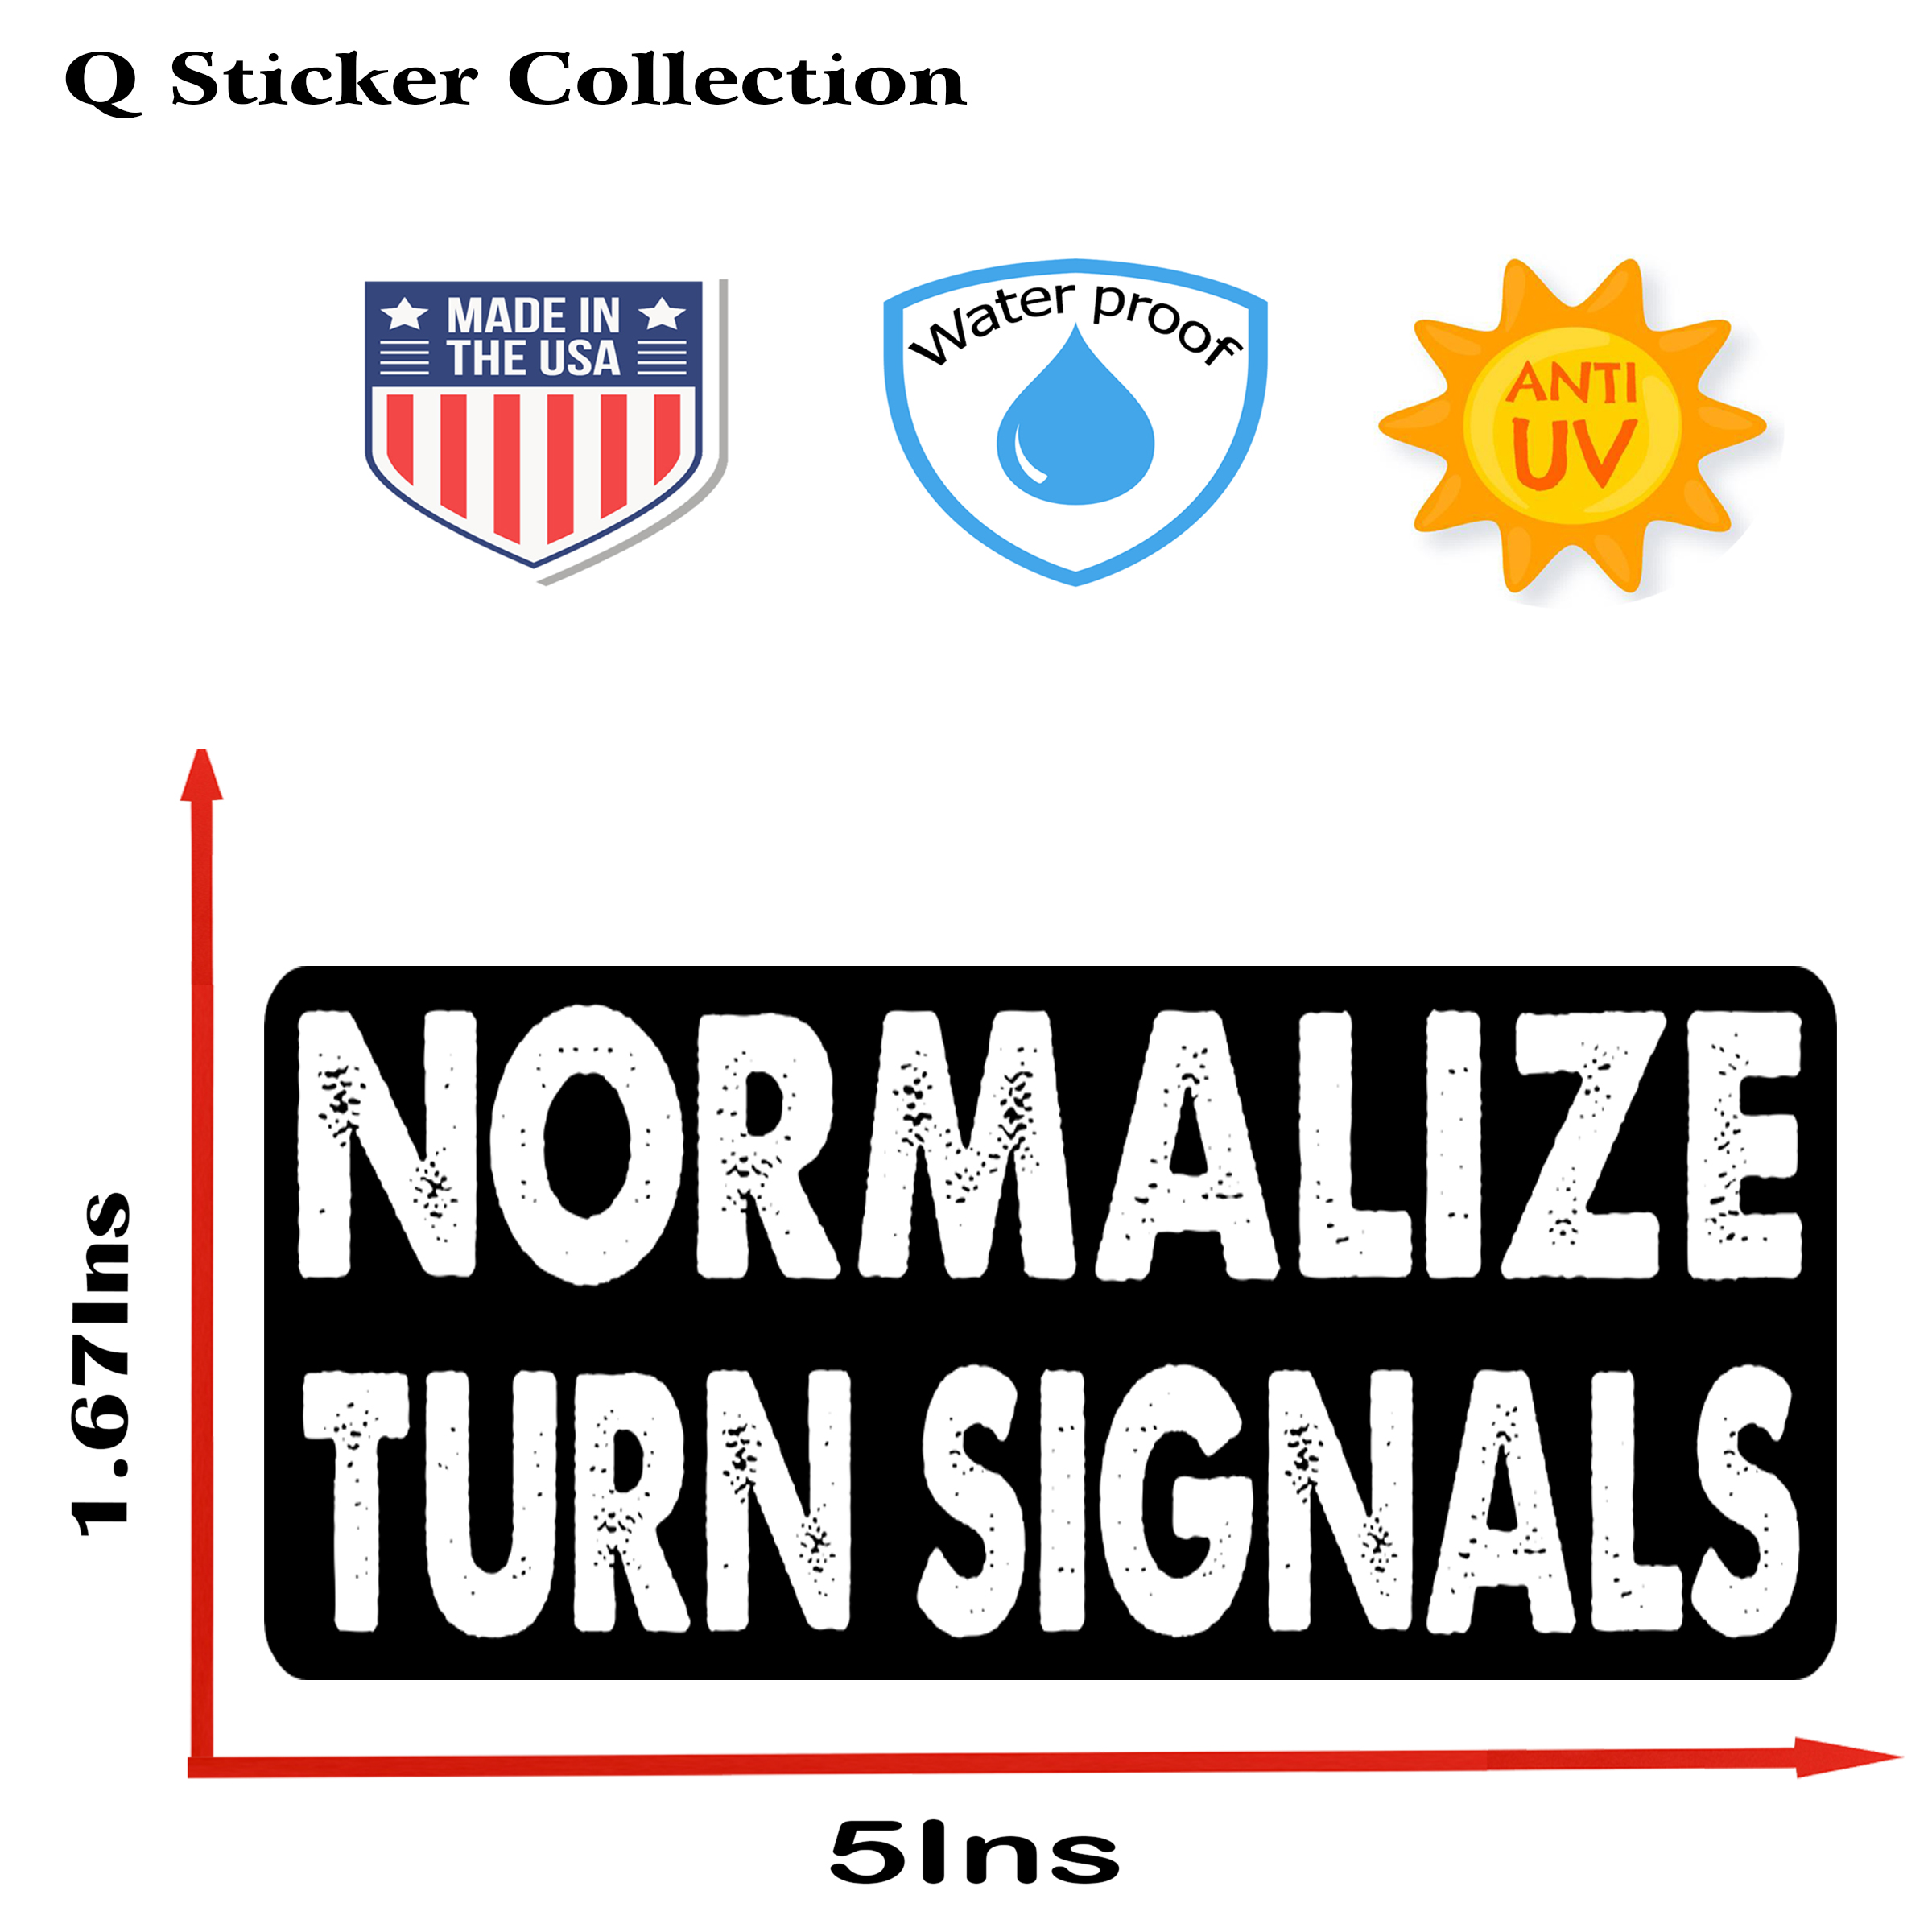 Q Sticker Collection
MADE IN
THE USA
Water proof
ANTI
UV
NORMALIZE
TURN SIGNALS
1.67Ins
5Ins